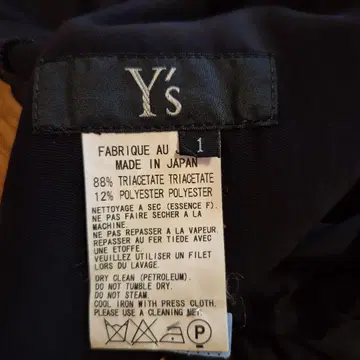 Y's
1
FABRIQUE AU
MADE IN JAPAN
88% TRIACETATE TRIACETATE
12% POLYESTER POLYESTER
NETTOYAGE A SEC (ESSENCE F).
NE PAS FAIRE SECHER A LA
MACHINE.
NE PAS REPASSER A LA VAPEUR.
REPASSER AU FER TIEDE AVEC
UNE ETOFFE.
VEUILLEZ UTILISER UN FILET
LORS DU LAVAGE.
DRY CLEAN (PETROLEUM).
DO NOT TUMBLE DRY.
DO NOT STEAM.
COOL IRON WITH PRESS CLOTH.
PLEASE USE A CLEANING NET
P